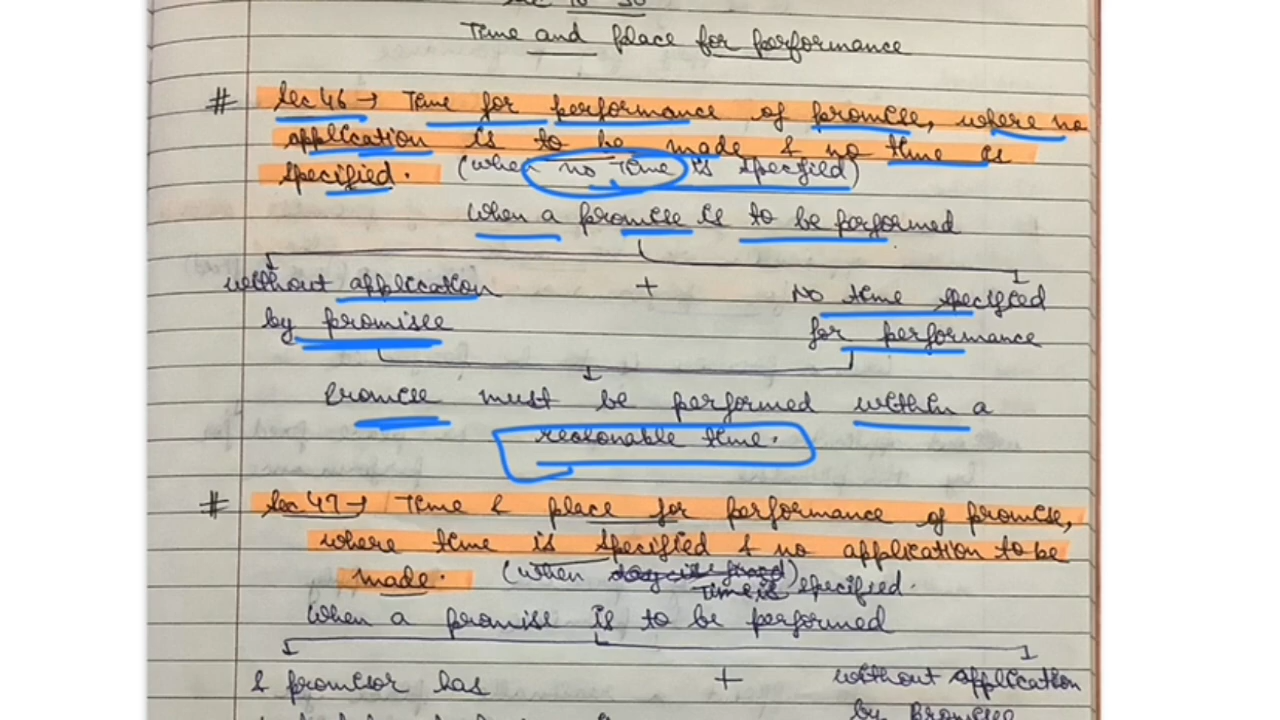 Time and place for performance
# Sec 46 → Time for performance of promise, where no
application is to be made & no time is
specified. (when no time is specified)
when a promise is to be performed
without application + No time specified
by promisee for performance
Promise must be performed within a
reasonable time.
# Sec 47 → Time & place for performance of promise,
where time is specified & no application to be
made. (when time is specified.
When a promise is to be performed
& promisor has + without application
by Promisee